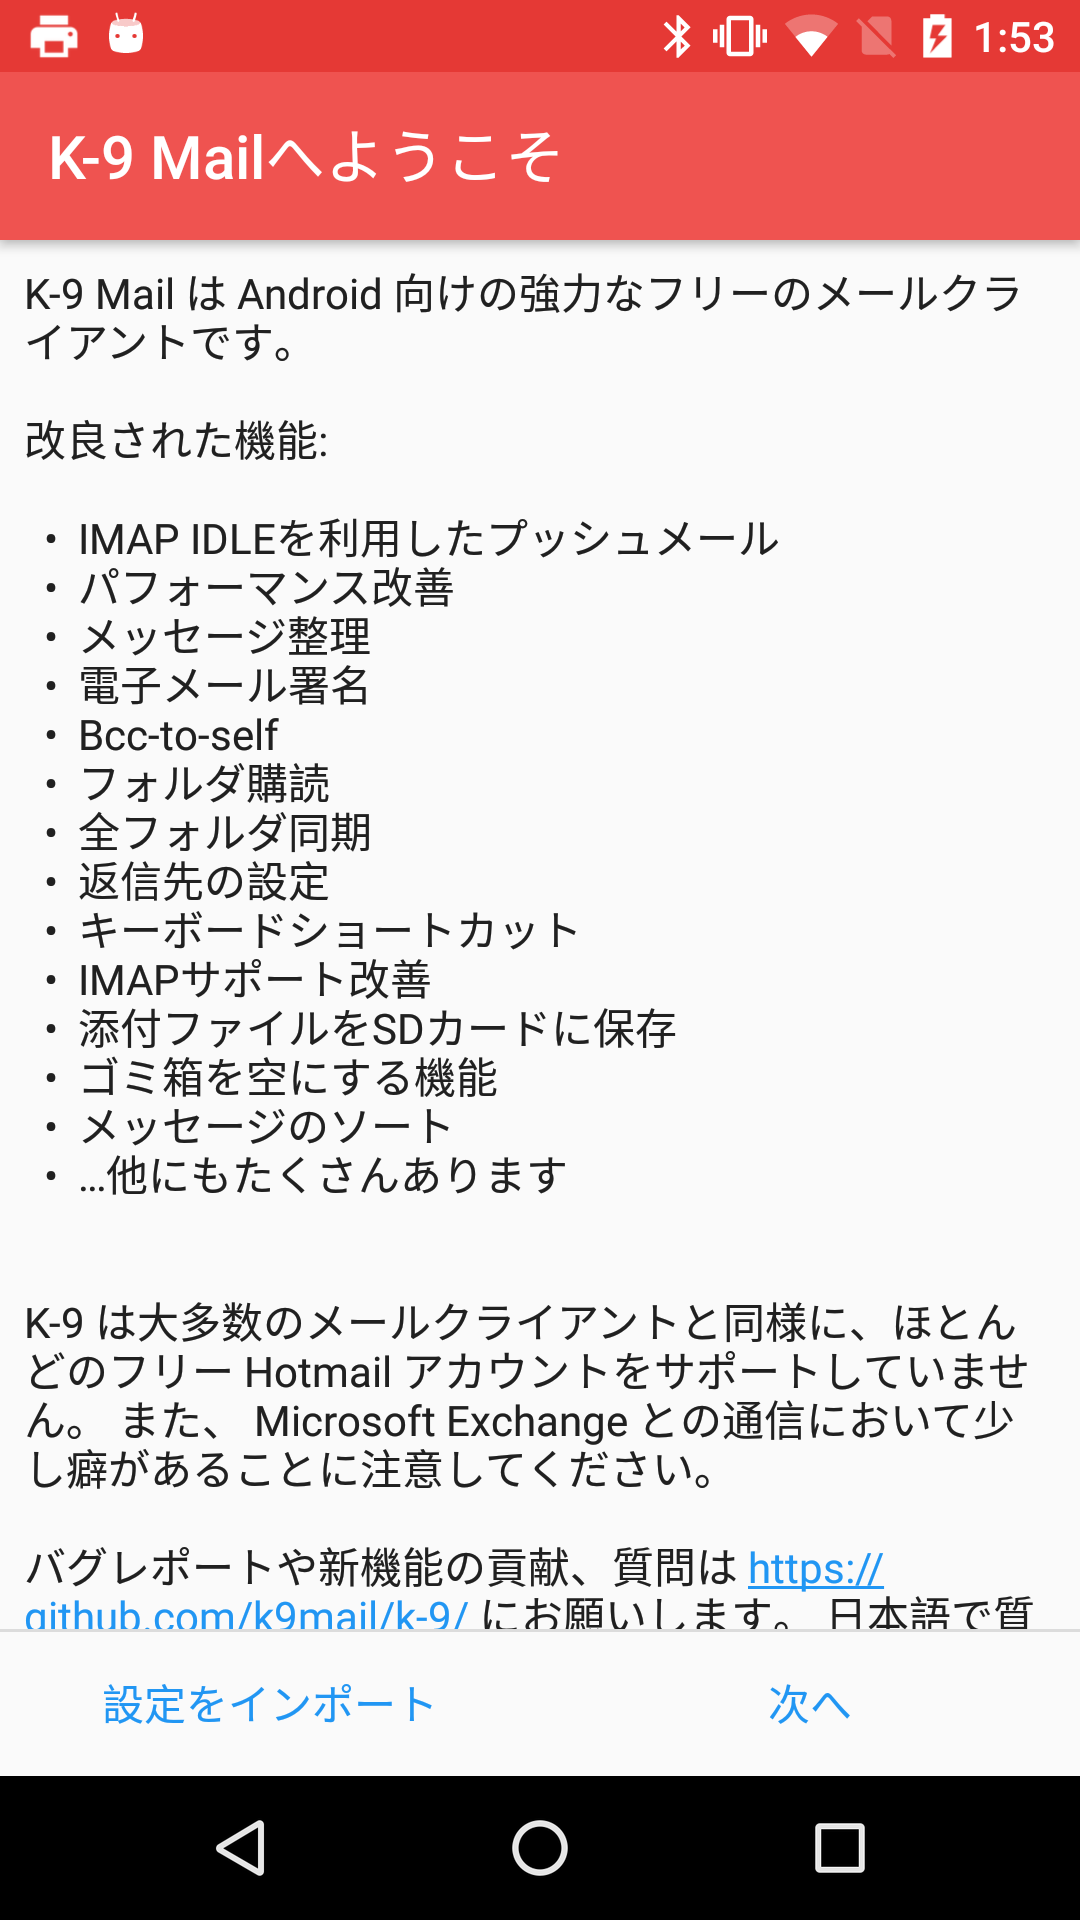 1:53
K-9 Mailへようこそ
K-9 Mail は Android 向けの強力なフリーのメールクラ
イアントです。
改良された機能:
• IMAP IDLEを利用したプッシュメール
• パフォーマンス改善
• メッセージ整理
• 電子メール署名
• Bcc-to-self
• フォルダ購読
• 全フォルダ同期
• 返信先の設定
• キーボードショートカット
• IMAPサポート改善
• 添付ファイルをSDカードに保存
• ゴミ箱を空にする機能
• メッセージのソート
• …他にもたくさんあります
K-9 は大多数のメールクライアントと同様に、ほとん
どのフリー Hotmail アカウントをサポートしていませ
ん。 また、 Microsoft Exchange との通信において少
し癖があることに注意してください。
バグレポートや新機能の貢献、質問は https://
github.com/k9mail/k-9/ にお願いします。 日本語で質
設定をインポート
次へ